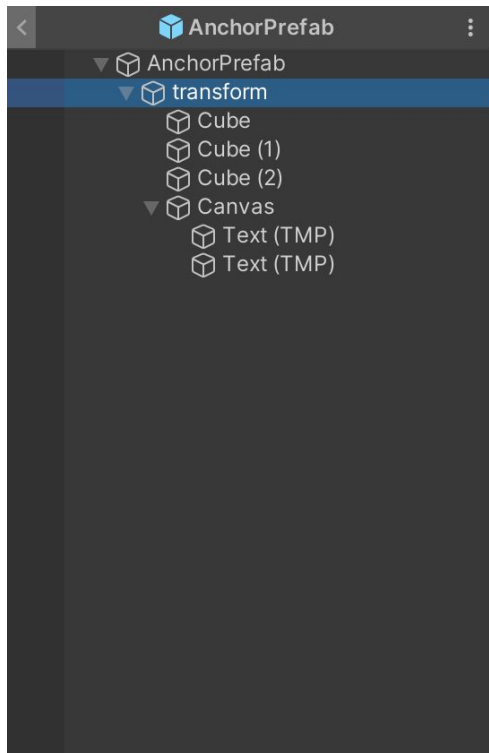 AnchorPrefab
AnchorPrefab
transform
Cube
Cube (1)
Cube (2)
Canvas
Text (TMP)
Text (TMP)